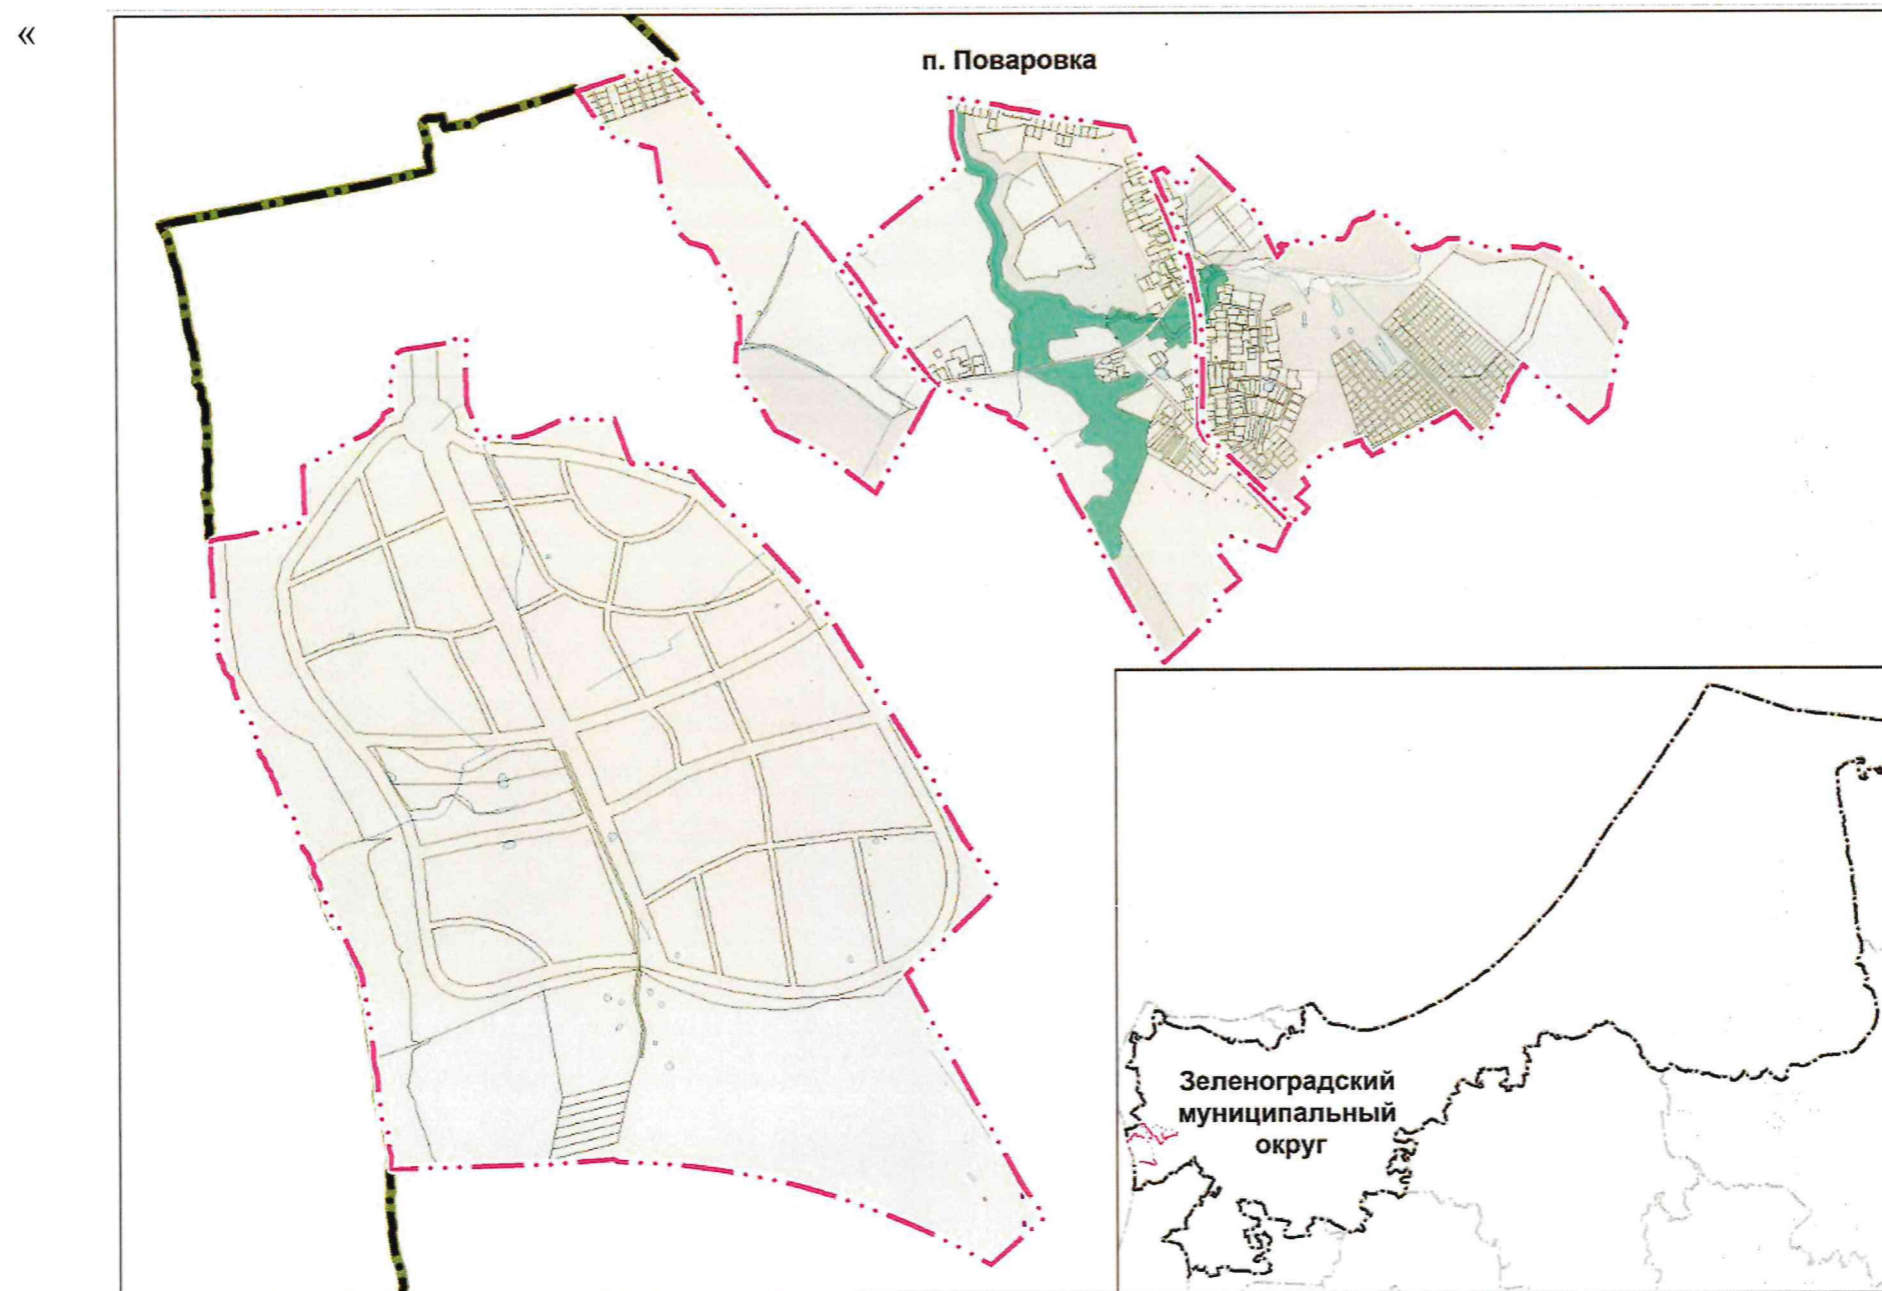 «
п. Поваровка
Зеленоградский
муниципальный
округ